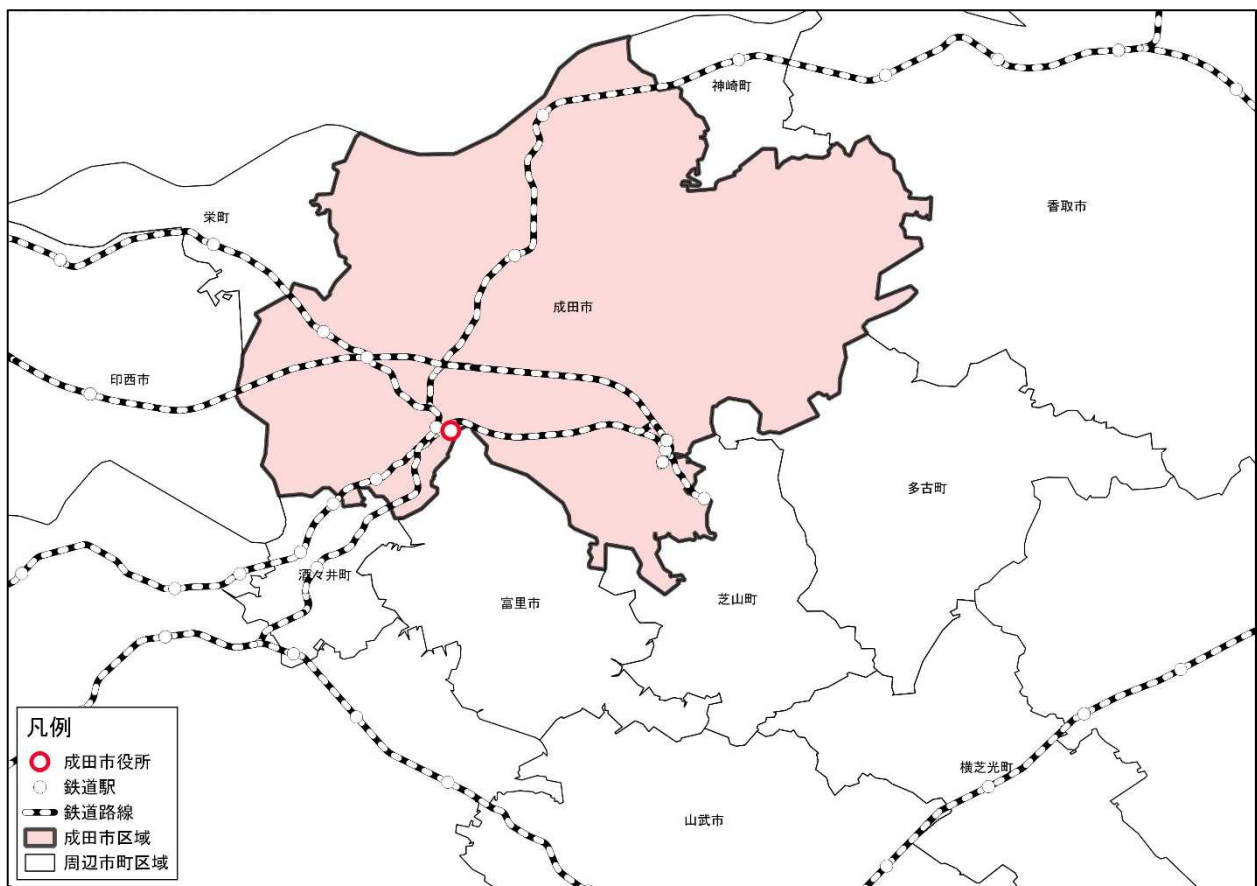 神崎町
香取市
栄町
成田市
印西市
多古町
酒々井町
富里市
芝山町
横芝光町
山武市
凡例
成田市役所
鉄道駅
鉄道路線
成田市区域
周辺市町区域